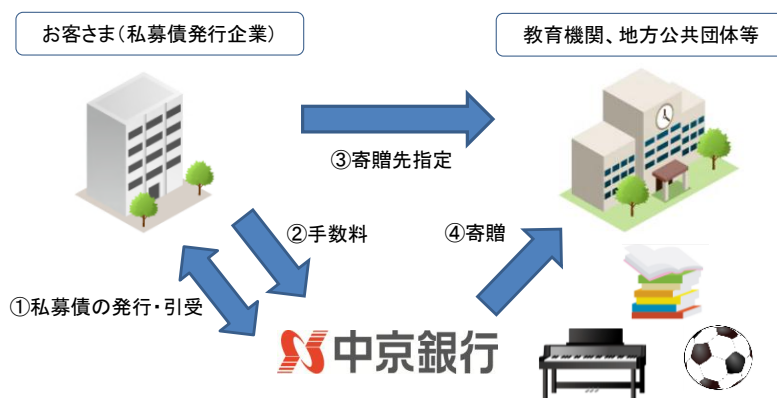 お客さま(私募債発行企業)
教育機関、地方公共団体等
③寄贈先指定
②手数料
④寄贈
①私募債の発行・引受
中京銀行